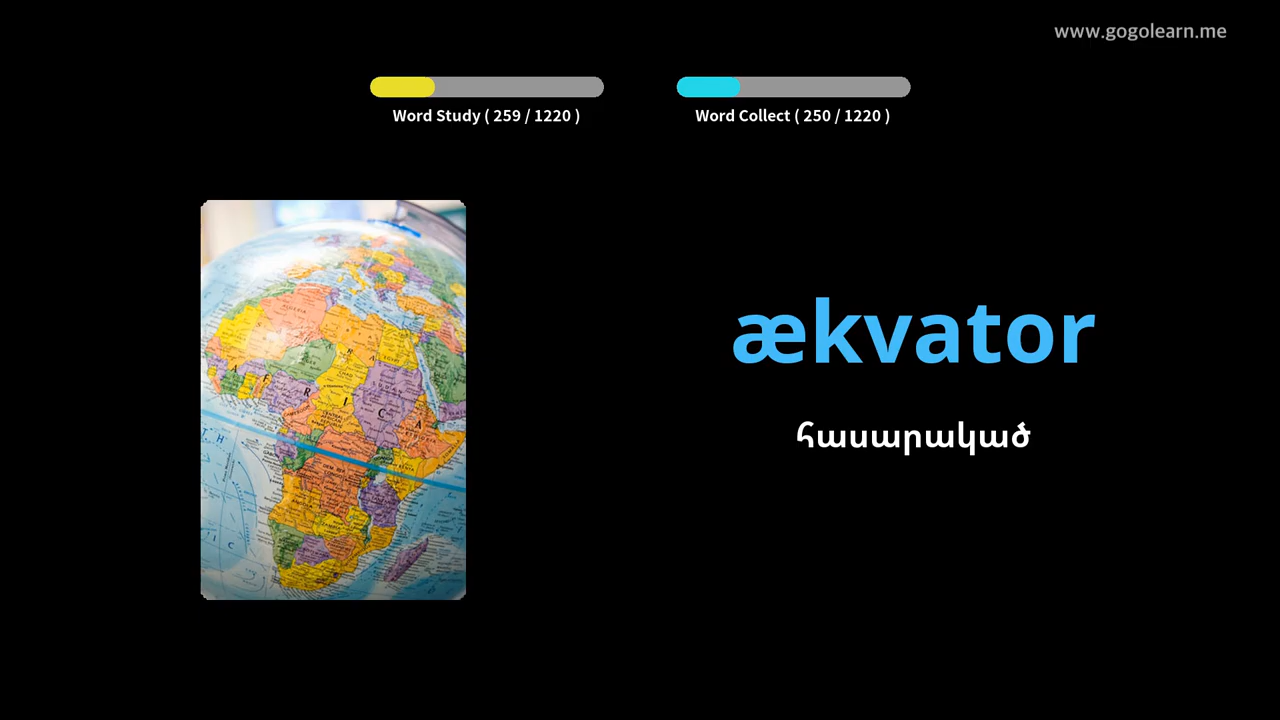 www.gogolearn.me
Word Study ( 259 / 1220 )
Word Collect ( 250 / 1220 )
ækvator
հասարակած
A F R I C A